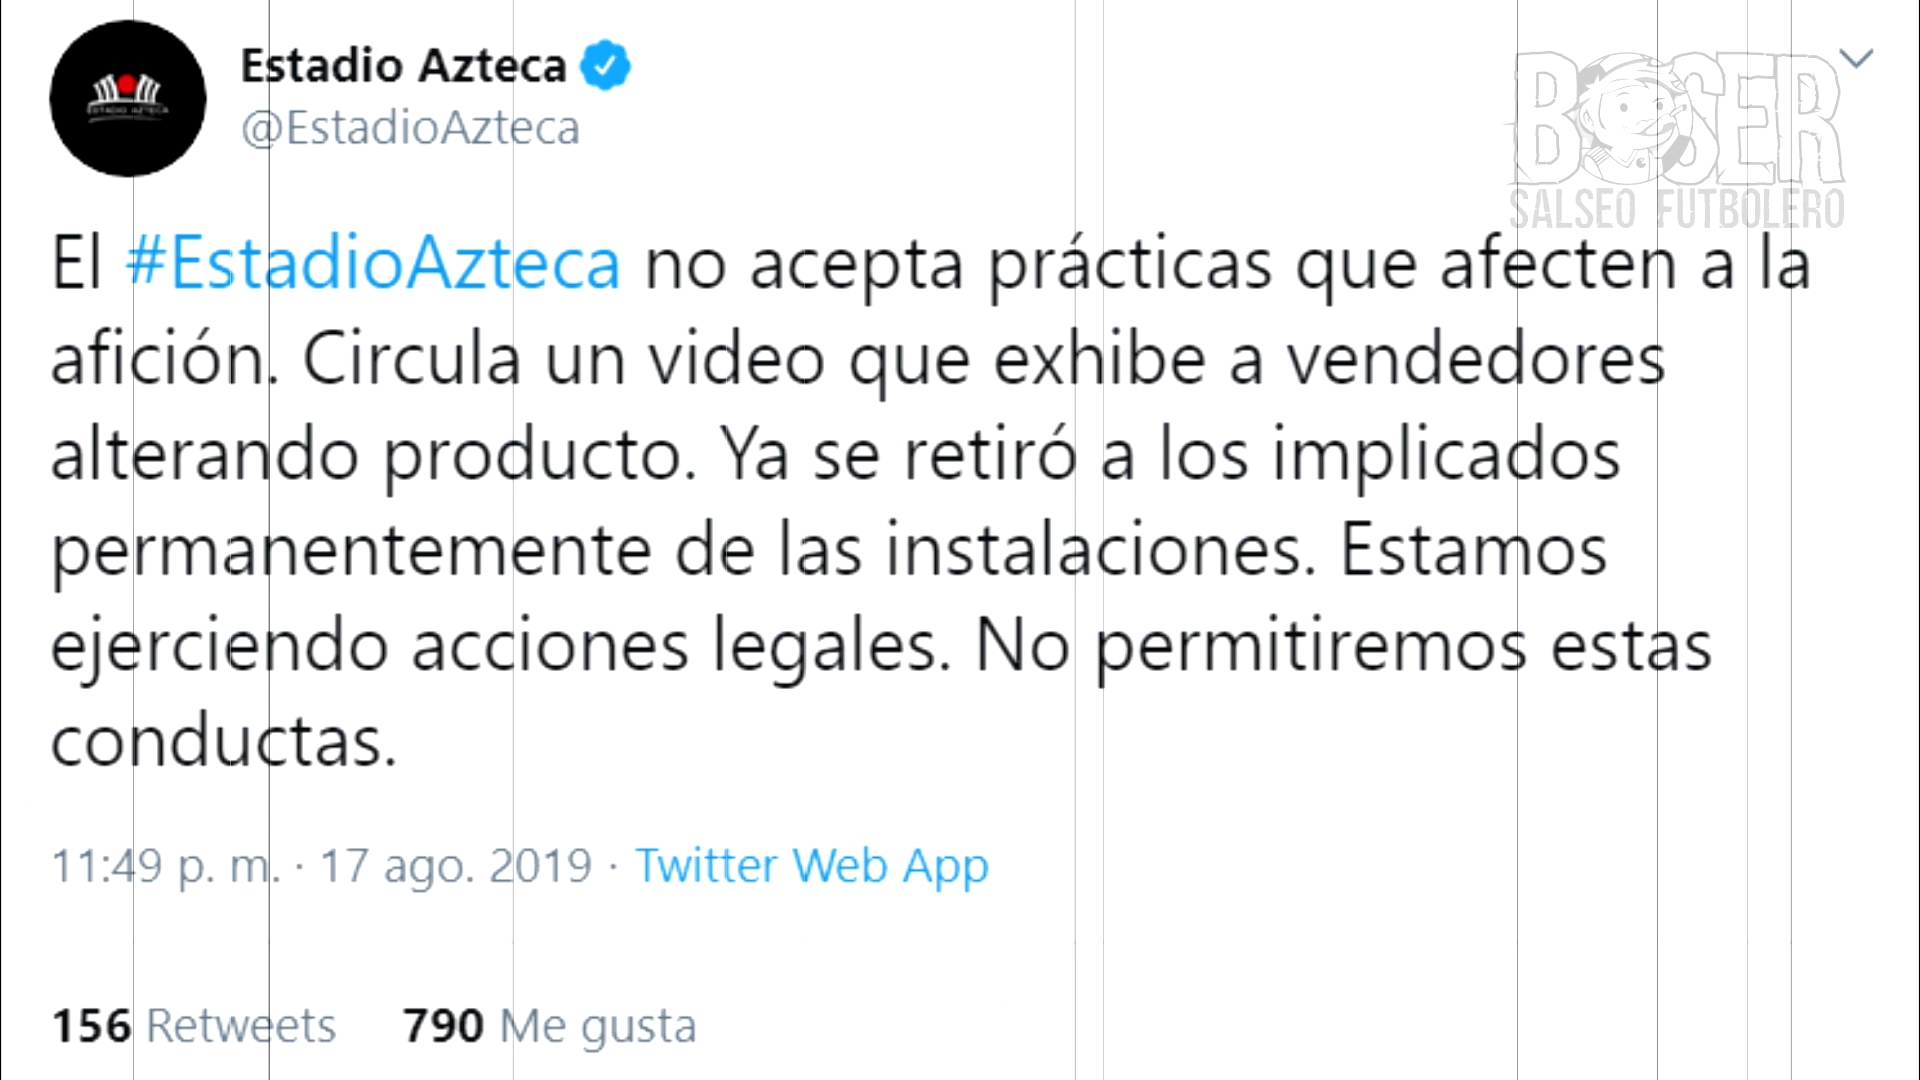 Estadio Azteca
@EstadioAzteca
BOSER
SALSEO FUTBOLERO
ESTADIO AZTECA
El #EstadioAzteca no acepta prácticas que afecten a la
afición. Circula un video que exhibe a vendedores
alterando producto. Ya se retiró a los implicados
permanentemente de las instalaciones. Estamos
ejerciendo acciones legales. No permitiremos estas
conductas.
11:49 p. m. · 17 ago. 2019 · Twitter Web App
156 Retweets 790 Me gusta